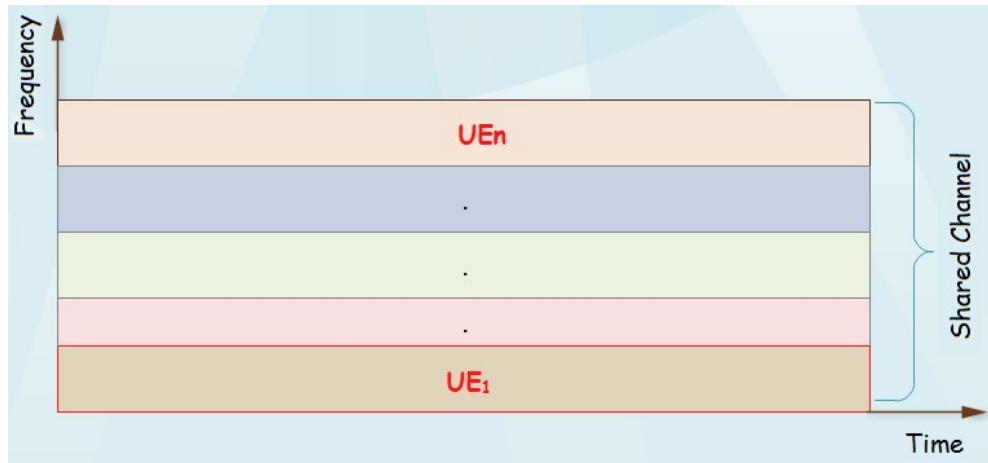 Frequency
UEn
.
.
.
UE₁
Shared Channel
Time